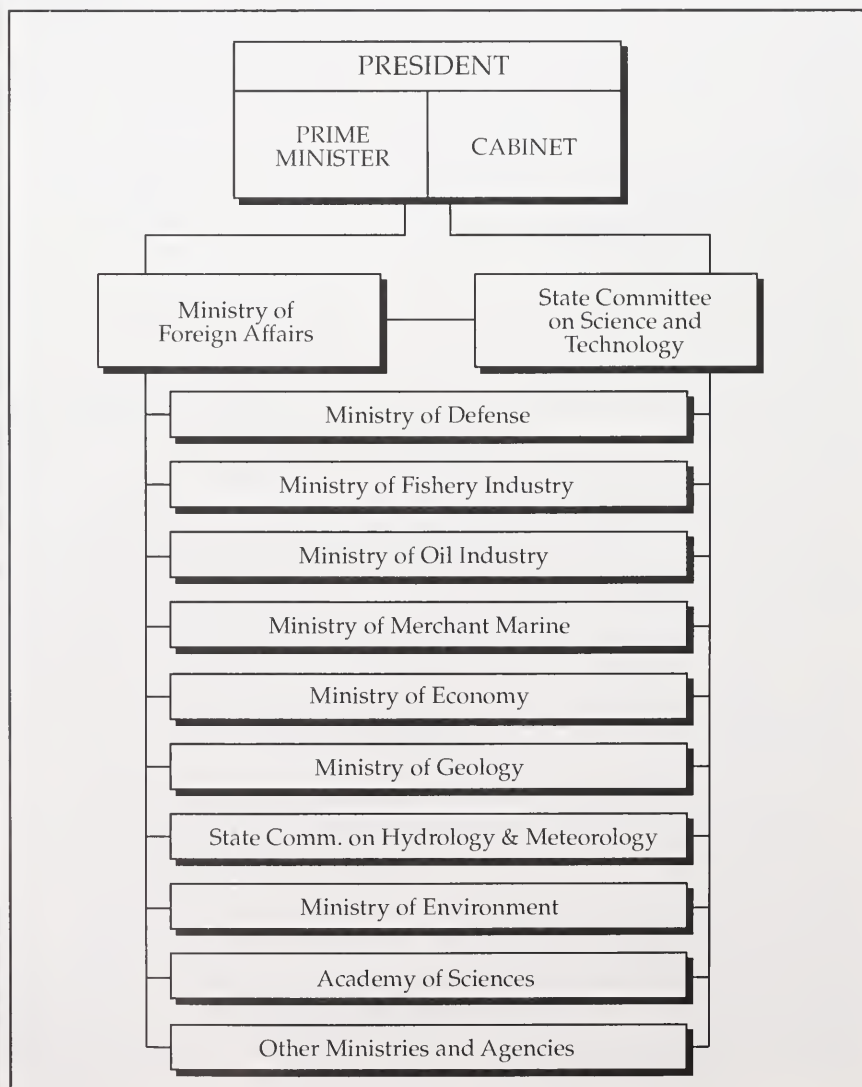 PRESIDENT
PRIME
MINISTER
CABINET
Ministry of
Foreign Affairs
State Committee
on Science and
Technology
Ministry of Defense
Ministry of Fishery Industry
Ministry of Oil Industry
Ministry of Merchant Marine
Ministry of Economy
Ministry of Geology
State Comm. on Hydrology & Meteorology
Ministry of Environment
Academy of Sciences
Other Ministries and Agencies